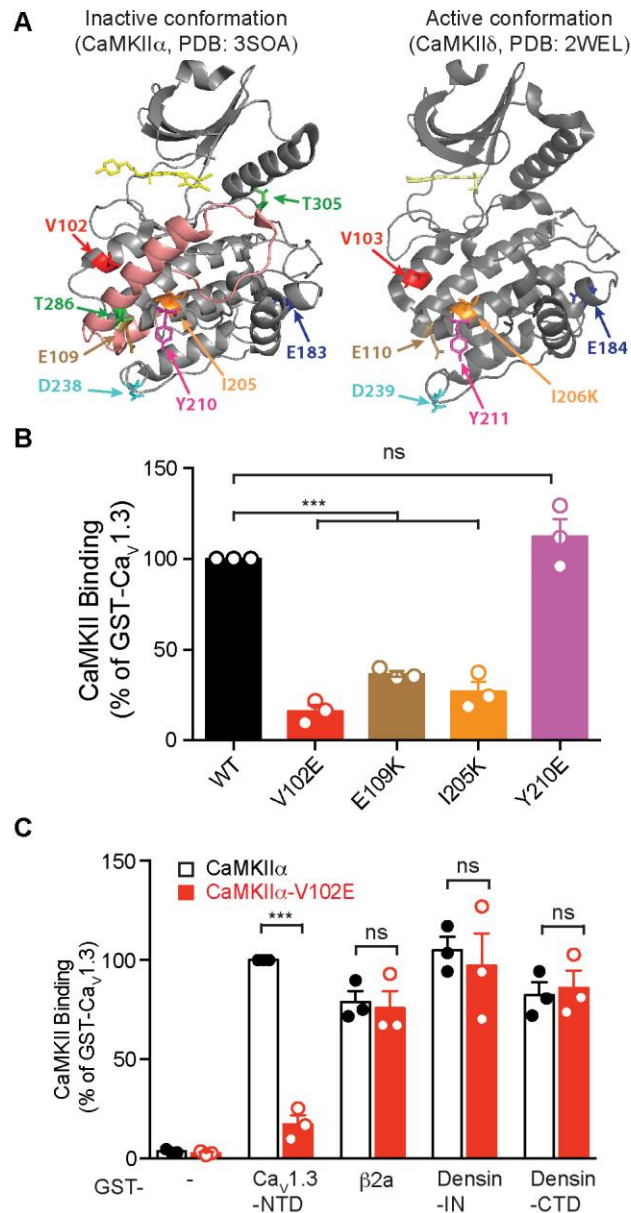 A
Inactive conformation
(CaMKIIα, PDB: 3SOA)
Active conformation
(CaMKIIδ, PDB: 2WEL)
T305
V102
V103
T286
E109
E183
E110
E184
D238
I205
Y210
D239
I206K
Y211
B
CaMKII Binding
(% of GST-CaV1.3)
150
100
50
0
ns
***
WT
V102E
E109K
I205K
Y210E
C
CaMKII Binding
(% of GST-CaV1.3)
150
100
50
0
CaMKIIα
CaMKIIα-V102E
***
ns
ns
ns
GST-
-
CaV1.3
-NTD
β2a
Densin
-IN
Densin
-CTD